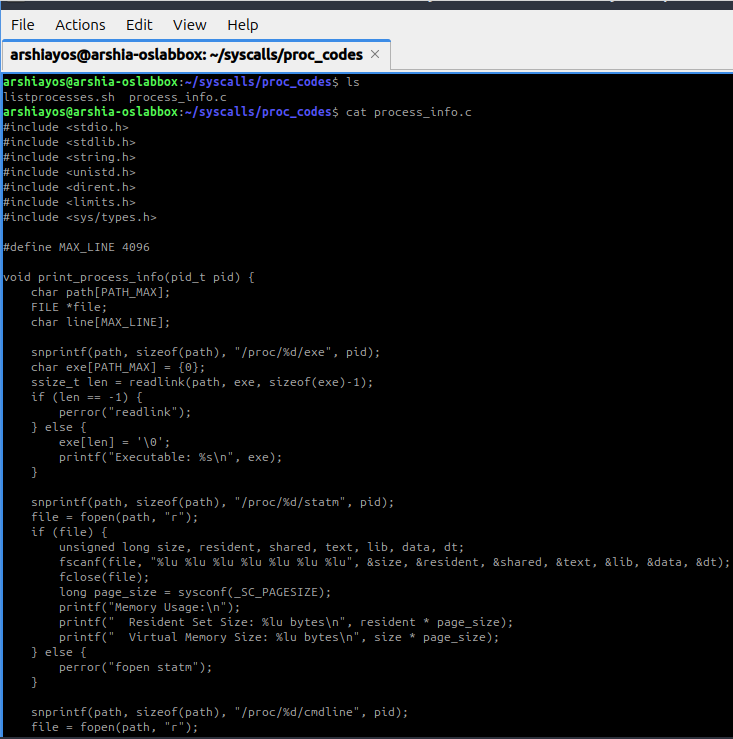 File Actions Edit View Help
arshiayos@arshia-oslabbox: ~/syscalls/proc_codes ×
arshiayos@arshia-oslabbox:~/syscalls/proc_codes$ ls
listprocesses.sh  process_info.c
arshiayos@arshia-oslabbox:~/syscalls/proc_codes$ cat process_info.c
#include <stdio.h>
#include <stdlib.h>
#include <string.h>
#include <unistd.h>
#include <dirent.h>
#include <limits.h>
#include <sys/types.h>

#define MAX_LINE 4096

void print_process_info(pid_t pid) {
    char path[PATH_MAX];
    FILE *file;
    char line[MAX_LINE];

    snprintf(path, sizeof(path), "/proc/%d/exe", pid);
    char exe[PATH_MAX] = {0};
    ssize_t len = readlink(path, exe, sizeof(exe)-1);
    if (len == -1) {
        perror("readlink");
    } else {
        exe[len] = '\0';
        printf("Executable: %s\n", exe);
    }

    snprintf(path, sizeof(path), "/proc/%d/statm", pid);
    file = fopen(path, "r");
    if (file) {
        unsigned long size, resident, shared, text, lib, data, dt;
        fscanf(file, "%lu %lu %lu %lu %lu %lu %lu", &size, &resident, &shared, &text, &lib, &data, &dt);
        fclose(file);
        long page_size = sysconf(_SC_PAGESIZE);
        printf("Memory Usage:\n");
        printf("  Resident Set Size: %lu bytes\n", resident * page_size);
        printf("  Virtual Memory Size: %lu bytes\n", size * page_size);
    } else {
        perror("fopen statm");
    }

    snprintf(path, sizeof(path), "/proc/%d/cmdline", pid);
    file = fopen(path, "r");